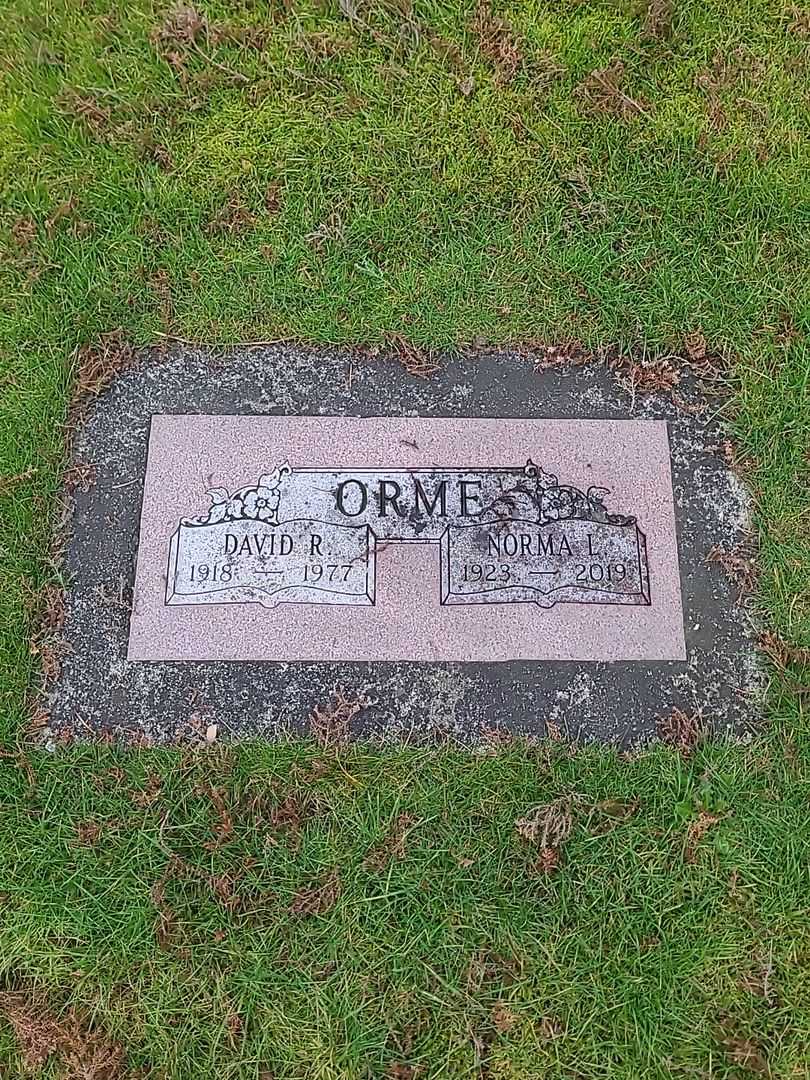 ORME
DAVID R.
1918 — 1977
NORMA L.
1923 — 2019